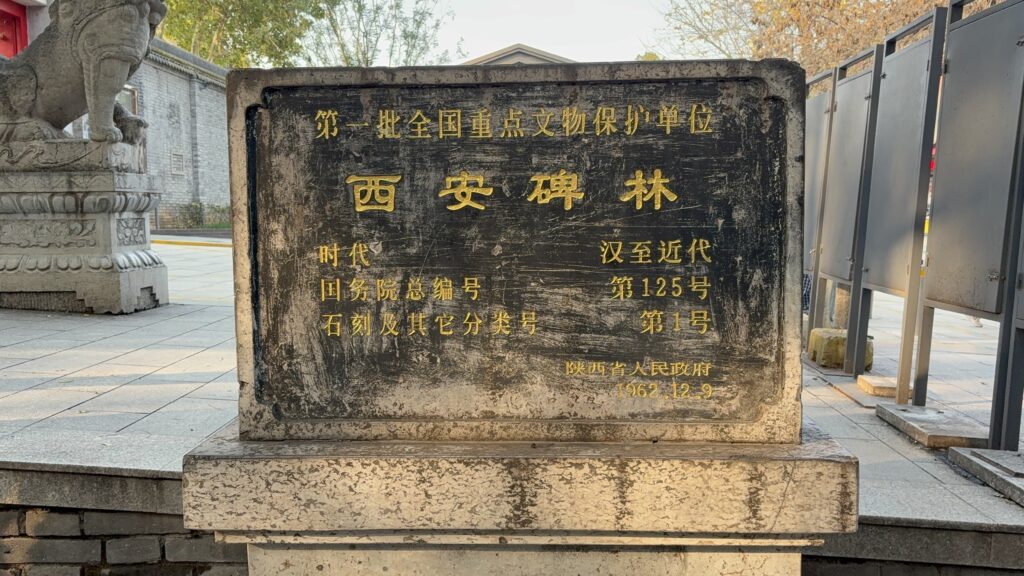 第一批全国重点文物保护单位
西安碑林
时代 汉至近代
国务院总编号 第125号
石刻及其它分类号 第1号
陕西省人民政府
1962.12.9